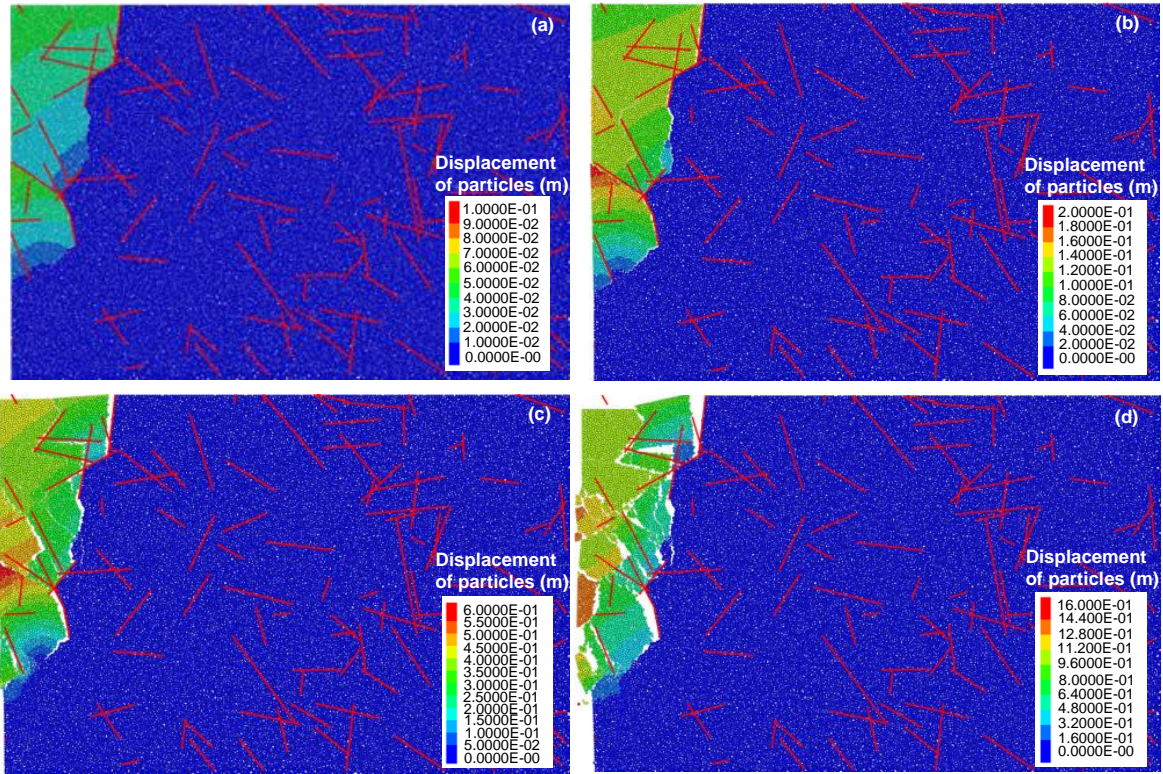 (a)
Displacement
of particles (m)
1.0000E-01
9.0000E-02
8.0000E-02
7.0000E-02
6.0000E-02
5.0000E-02
4.0000E-02
3.0000E-02
2.0000E-02
1.0000E-02
0.0000E-00
(b)
Displacement
of particles (m)
2.0000E-01
1.8000E-01
1.6000E-01
1.4000E-01
1.2000E-01
1.0000E-01
8.0000E-02
6.0000E-02
4.0000E-02
2.0000E-02
0.0000E-00
(c)
Displacement
of particles (m)
6.0000E-01
5.5000E-01
5.0000E-01
4.5000E-01
4.0000E-01
3.5000E-01
3.0000E-01
2.5000E-01
2.0000E-01
1.5000E-01
1.0000E-01
5.0000E-02
0.0000E-00
(d)
Displacement
of particles (m)
16.000E-01
14.400E-01
12.800E-01
11.200E-01
9.6000E-01
8.0000E-01
6.4000E-01
4.8000E-01
3.2000E-01
1.6000E-01
0.0000E-00